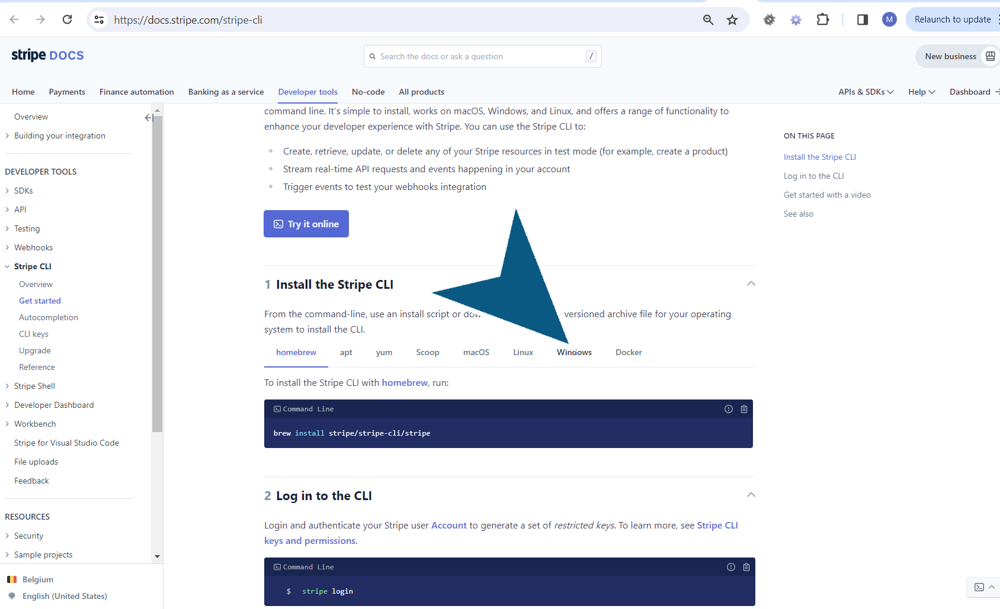 https://docs.stripe.com/stripe-cli
M
Relaunch to update
stripe DOCS
Search the docs or ask a question
/
New business
Home
Payments
Finance automation
Banking as a service
Developer tools
No-code
All products
APIs & SDKs
Help
Dashboard
Overview
Building your integration
DEVELOPER TOOLS
SDKs
API
Testing
Webhooks
Stripe CLI
Overview
Get started
Autocompletion
CLI keys
Upgrade
Reference
Stripe Shell
Developer Dashboard
Workbench
Stripe for Visual Studio Code
File uploads
Feedback
RESOURCES
Security
Sample projects
Belgium
English (United States)
command line. It’s simple to install, works on macOS, Windows, and Linux, and offers a range of functionality to
enhance your developer experience with Stripe. You can use the Stripe CLI to:
Create, retrieve, update, or delete any of your Stripe resources in test mode (for example, create a product)
Stream real-time API requests and events happening in your account
Trigger events to test your webhooks integration
Try it online
1 Install the Stripe CLI
From the command-line, use an install script or versioned archive file for your operating
system to install the CLI.
homebrew
apt
yum
Scoop
macOS
Linux
Windows
Docker
To install the Stripe CLI with homebrew, run:
Command Line
brew install stripe/stripe-cli/stripe
2 Log in to the CLI
Login and authenticate your Stripe user Account to generate a set of restricted keys. To learn more, see Stripe CLI
keys and permissions.
Command Line
$ stripe login
ON THIS PAGE
Install the Stripe CLI
Log in to the CLI
Get started with a video
See also